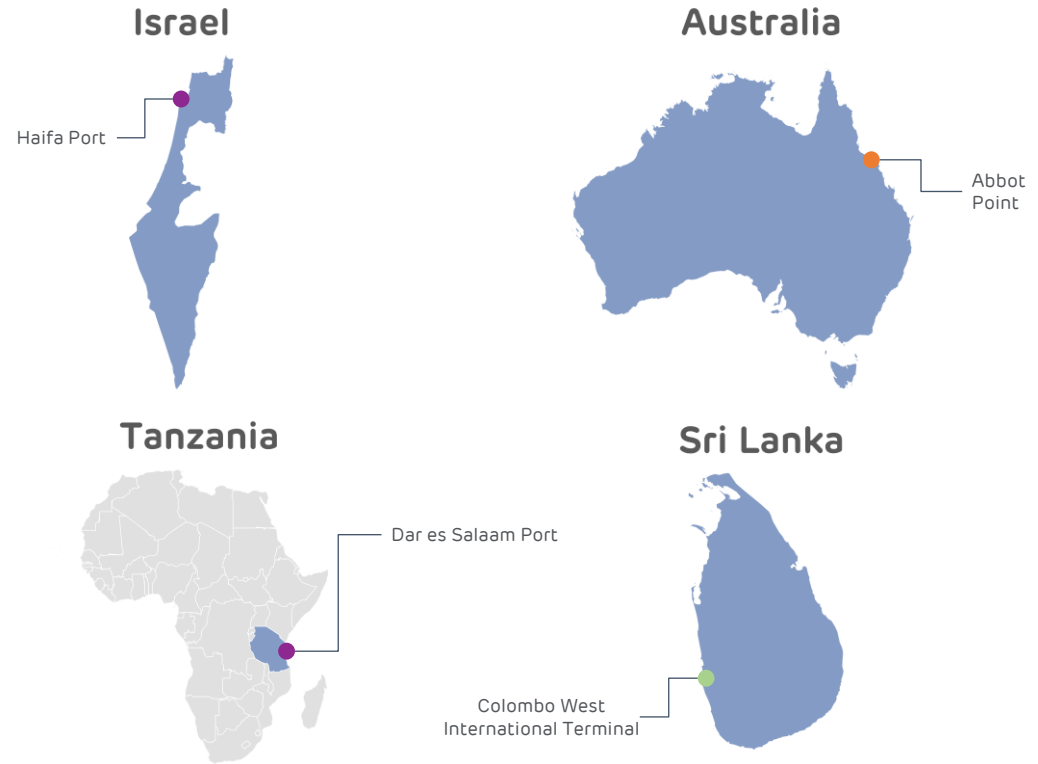 Israel
Australia
Haifa Port
Abbot
Point
Tanzania
Sri Lanka
Dar es Salaam Port
Colombo West
International Terminal